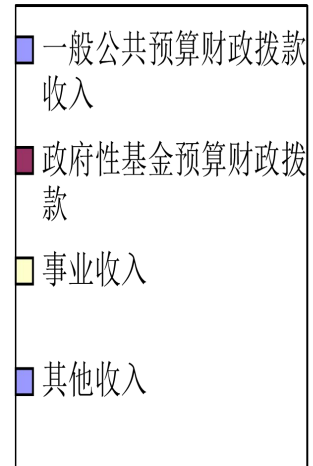 一般公共预算财政拨款
收入
政府性基金预算财政拨
款
事业收入
其他收入